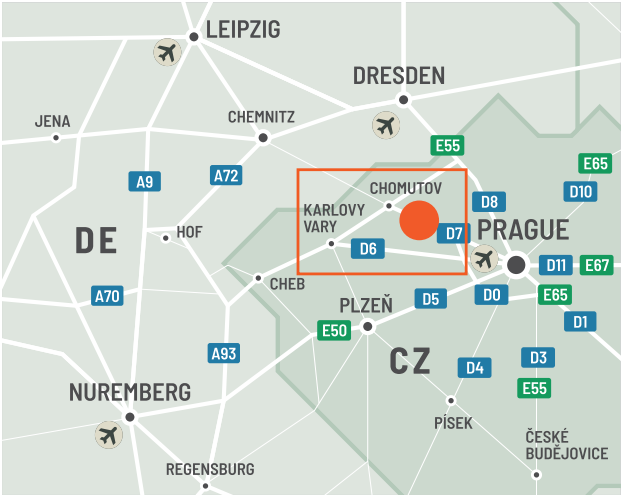 LEIPZIG
DRESDEN
JENA
CHEMNITZ
E55
E65
A9
A72
D10
CHOMUTOV
D8
KARLOVY
VARY
D7
PRAGUE
DE
HOF
D6
D11
E67
CHEB
A70
D5
D0
E65
PLZEŇ
E50
D1
A93
CZ
D4
D3
E55
NUREMBERG
PÍSEK
ČESKÉ
BUDĚJOVICE
REGENSBURG